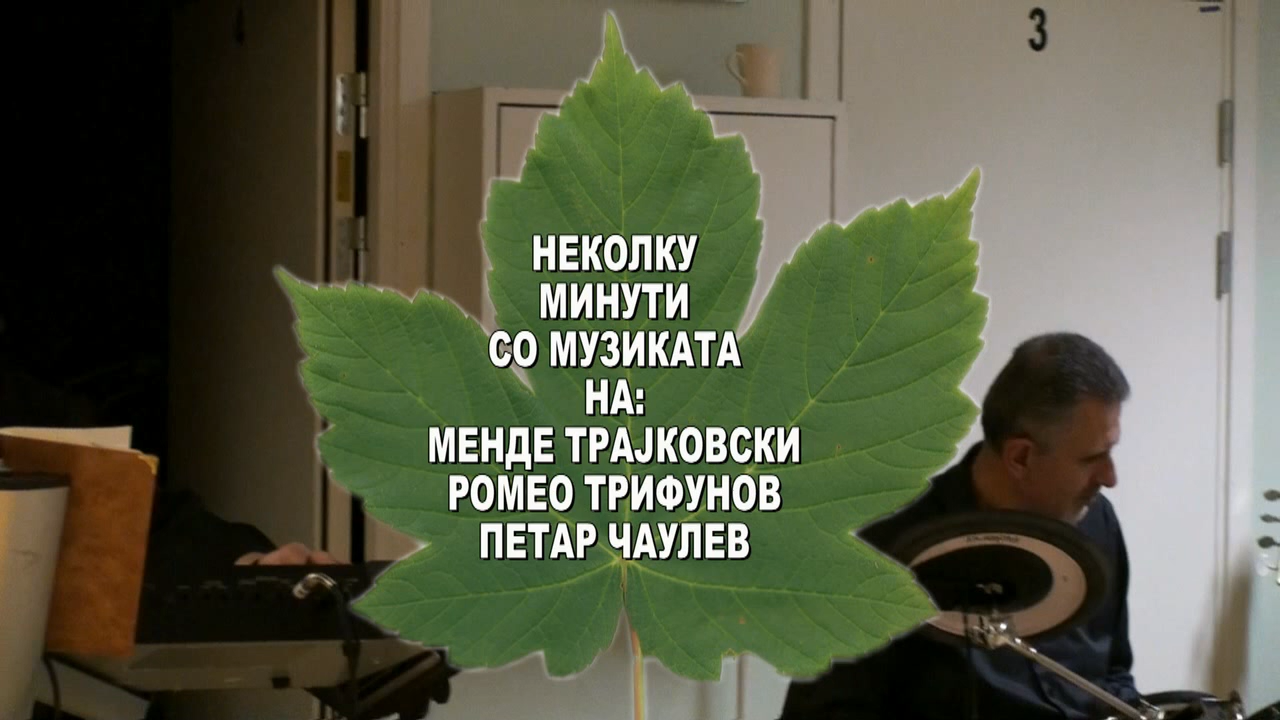 3
НЕКОЛКУ
МИНУТИ
СО МУЗИКАТА
НА:
МЕНДЕ ТРАЈКОВСКИ
РОМЕО ТРИФУНОВ
ПЕТАР ЧАУЛЕВ